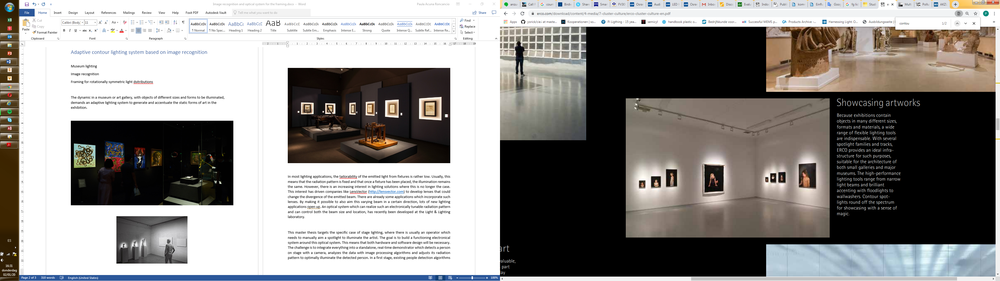 Image recognition and optical system for the framing.docx - Word
Paula Acuna Roncancio
File Home Insert Design Layout References Mailings Review View Help Foxit PDF Autodesk Vault Tell me what you want to do Share
Paste
Cut
Copy
Format Painter
Calibri (Body) 11
AaBbCcDc AaBbCcDc AaBbC( AaBbCcC AaB AaBbCcC AaBbCcDc AaBbCcDc AaBbCcDc AaBbCcDc AaBbCcDc AaBbCcDc AaBbCcDc AaBbCcDc
¶ Normal ¶ No Spac... Heading 1 Heading 2 Title Subtitle Subtle Em... Emphasis Intense E... Strong Quote Intense Q... Subtle Ref... Intense Re...
Find
Replace
Select
Clipboard Font Paragraph Styles Editing
Adaptive contour lighting system based on image recognition
Museum lighting
Image recognition
Framing for rotationally symmetric light dsitributions
The dynamic in a museum or art gallery, with objects of different sizes and forms to be illuminated,
demands an adaptive lighting system to generate and accentuate the static forms of art in the
exhibition.
In most lighting applications, the tailorability of the emitted light from fixtures is rather low. Usually, this
means that the radiation pattern is fixed and that once a fixture has been placed, the illumination remains
the same. However, there is an increasing interest in lighting solutions where this is no longer the case.
This interest has driven companies like LensVector (http://lensvector.com) to develop lenses that could
change the divergence of the emitted beam. There are already some applications which incorporate such
lenses. By making it possible to also aim this varying beam in a certain direction, lots of new lighting
applications open up. An optical system which can realize such an electronically tunable radiation pattern
and can control both the beam size and location, has recently been developed at the Light & Lighting
laboratory.
This master thesis targets the specific case of stage lighting, where there is usually an operator which
needs to manually aim a spotlight to illuminate the artist. The goal is to build a functioning electronical
system around this optical system. This means that both hardware and software design will be necessary.
The challenge is to integrate everything into a standalone, real-time demonstrator which detects a person
on stage with a camera, analyzes the data with image processing algorithms and adjusts its radiation
pattern to optimally illuminate the detected person. In a first stage, existing people detection algorithms
Page 2 of 3 310 words English (United States) 100%
ES
16:31
donderdag
02/01/20
anzu Call F coun Birdw Share Smar FV30 Osra Audi LED Osra Inbo Disco Evalu Indo Publi kom Einfl Goog fg lic Studi e Multi Pollu AKZ
erco.com/download/content/4-media/7-cluster-culture/erco-cluster-culture-en.pdf
Apps yorick/cie.i at maste... Kooperationen | so... Pi Ligthing - 15 yea... semicyl handbook plastic o... Bedrijfskunde voor... Successful MEMS p... Products Archive -... Harnessing Light: O... Ausbildungsseite |
contou 1/2
Showcasing artworks
Because exhibitions contain
objects in many different sizes,
formats and materials, a wide
range of flexible lighting tools
are indispensable. With several
spotlight families and tracks,
ERCO provides an ideal infra-
structure for such purposes,
suitable for the architecture of
both small galleries and major
museums. The high-performance
lighting tools range from narrow
light beams and brilliant
accenting with floodlights to
wallwashers. Contour spot-
lights round off the spectrum
for showcasing with a sense of
magic.
art
valuable,
part
lay